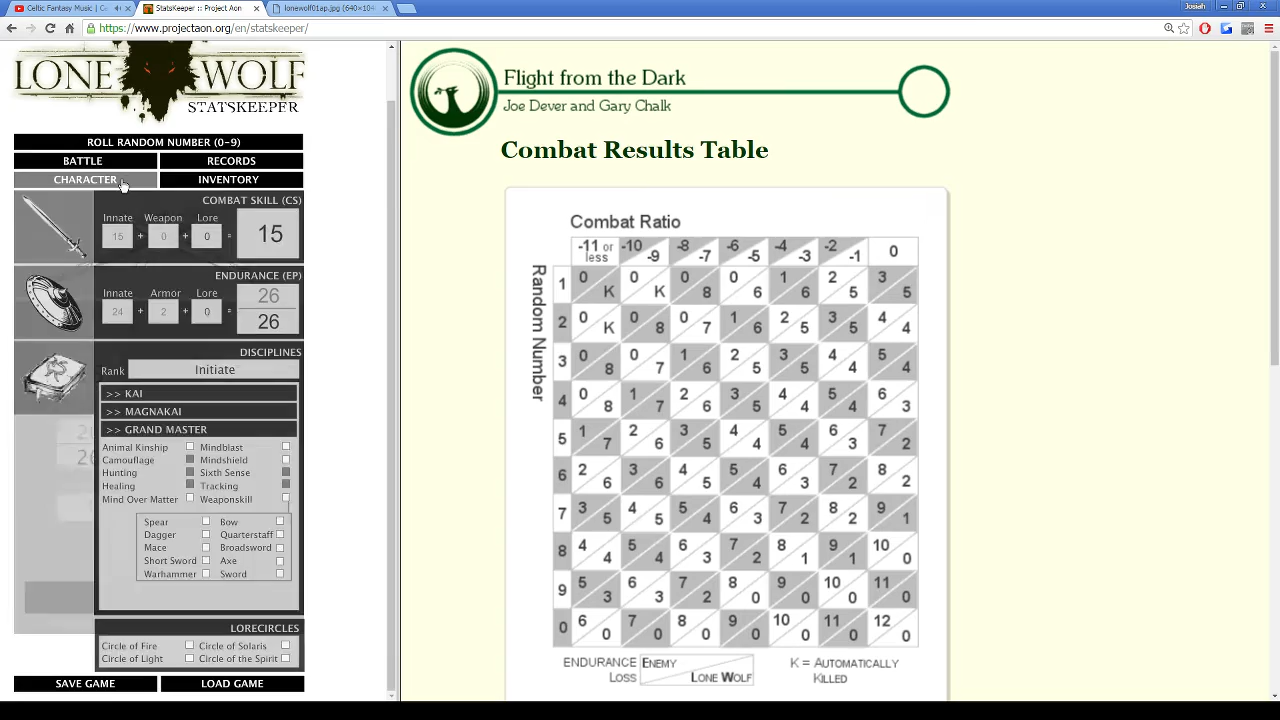 Celtic Fantasy Music | C
StatsKeeper :: Project Aon
lonewolf01ap.jpg (640×104
Josiah
https://www.projectaon.org/en/statskeeper/
LONE WOLF
STATSKEEPER
ROLL RANDOM NUMBER (0-9)
BATTLE RECORDS
CHARACTER INVENTORY
COMBAT SKILL (CS)
Innate Weapon Lore
15 + 0 + 0 = 15
ENDURANCE (EP)
Innate Armor Lore 26
24 + 2 + 0 = 26
DISCIPLINES
Rank Initiate
>> KAI
>> MAGNAKAI
>> GRAND MASTER
Animal Kinship Mindblast
Camouflage Mindshield
Hunting Sixth Sense
Healing Tracking
Mind Over Matter Weaponskill
Spear Bow
Dagger Quarterstaff
Mace Broadsword
Short Sword Axe
Warhammer Sword
LORECIRCLES
Circle of Fire Circle of Solaris
Circle of Light Circle of the Spirit
SAVE GAME LOAD GAME
Flight from the Dark
Joe Dever and Gary Chalk
Combat Results Table
Combat Ratio
-11 or less -10 -9 -8 -7 -6 -5 -4 -3 -2 -1 0
Random Number
1 0 K 0 K 0 8 0 6 1 6 2 5 3 5
2 0 K 0 8 0 7 1 6 2 5 3 5 4 4
3 0 8 0 7 1 6 2 5 3 5 4 4 5 4
4 0 8 1 7 2 6 3 5 4 4 5 4 6 3
5 1 7 2 6 3 5 4 4 5 4 6 3 7 2
6 2 6 3 6 4 5 5 4 6 3 7 2 8 2
7 3 5 4 5 5 4 6 3 7 2 8 2 9 1
8 4 4 5 4 6 3 7 2 8 1 9 1 10 0
9 5 3 6 3 7 2 8 0 9 0 10 0 11 0
0 6 0 7 0 8 0 9 0 10 0 11 0 12 0
ENDURANCE LOSS ENEMY LONE WOLF K = AUTOMATICALLY KILLED